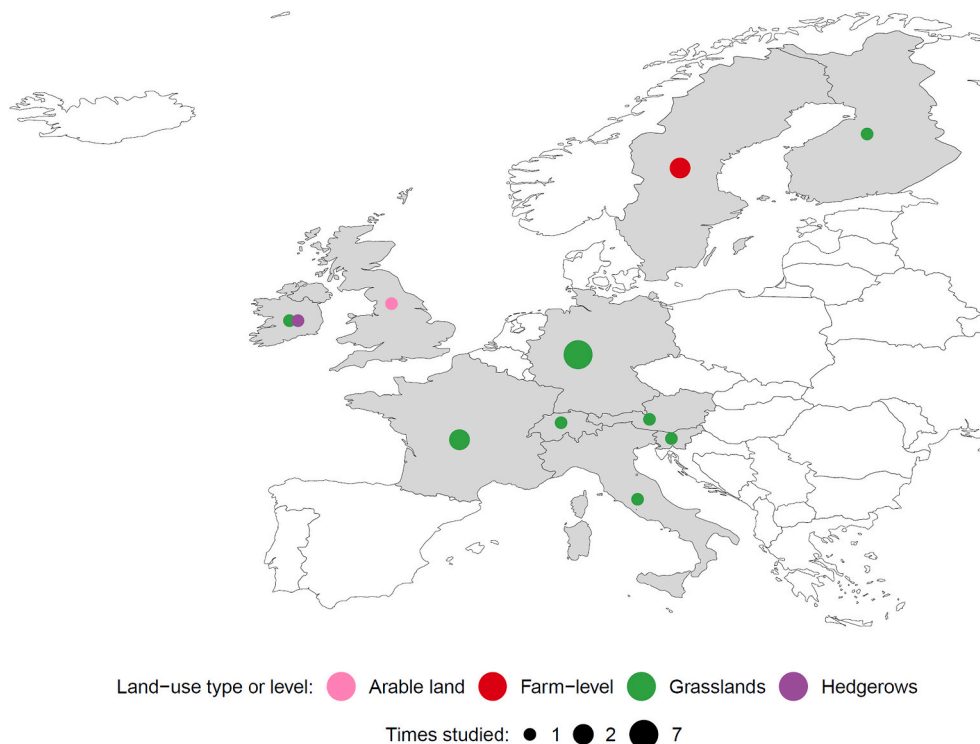 Land-use type or level: Arable land Farm−level Grasslands Hedgerows
Times studied: 1 2 7